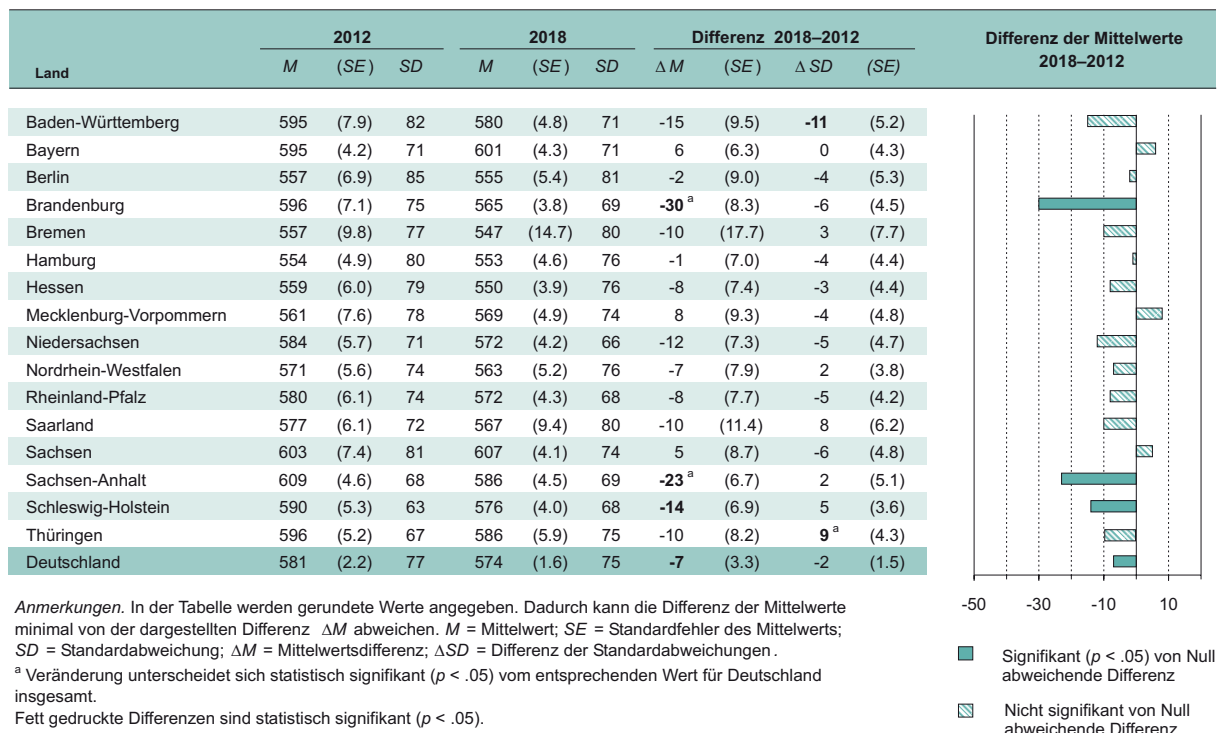 2012 2018 Differenz 2018–2012 Differenz der Mittelwerte
2018–2012
Land M (SE) SD M (SE) SD Δ M (SE) Δ SD (SE)
Baden-Württemberg 595 (7.9) 82 580 (4.8) 71 -15 (9.5) -11 (5.2)
Bayern 595 (4.2) 71 601 (4.3) 71 6 (6.3) 0 (4.3)
Berlin 557 (6.9) 85 555 (5.4) 81 -2 (9.0) -4 (5.3)
Brandenburg 596 (7.1) 75 565 (3.8) 69 -30 a (8.3) -6 (4.5)
Bremen 557 (9.8) 77 547 (14.7) 80 -10 (17.7) 3 (7.7)
Hamburg 554 (4.9) 80 553 (4.6) 76 -1 (7.0) -4 (4.4)
Hessen 559 (6.0) 79 550 (3.9) 76 -8 (7.4) -3 (4.4)
Mecklenburg-Vorpommern 561 (7.6) 78 569 (4.9) 74 8 (9.3) -4 (4.8)
Niedersachsen 584 (5.7) 71 572 (4.2) 66 -12 (7.3) -5 (4.7)
Nordrhein-Westfalen 571 (5.6) 74 563 (5.2) 76 -7 (7.9) 2 (3.8)
Rheinland-Pfalz 580 (6.1) 74 572 (4.3) 68 -8 (7.7) -5 (4.2)
Saarland 577 (6.1) 72 567 (9.4) 80 -10 (11.4) 8 (6.2)
Sachsen 603 (7.4) 81 607 (4.1) 74 5 (8.7) -6 (4.8)
Sachsen-Anhalt 609 (4.6) 68 586 (4.5) 69 -23 a (6.7) 2 (5.1)
Schleswig-Holstein 590 (5.3) 63 576 (4.0) 68 -14 (6.9) 5 (3.6)
Thüringen 596 (5.2) 67 586 (5.9) 75 -10 (8.2) 9 a (4.3)
Deutschland 581 (2.2) 77 574 (1.6) 75 -7 (3.3) -2 (1.5)
-50 -30 -10 10
Anmerkungen. In der Tabelle werden gerundete Werte angegeben. Dadurch kann die Differenz der Mittelwerte
minimal von der dargestellten Differenz ΔM abweichen. M = Mittelwert; SE = Standardfehler des Mittelwerts;
SD = Standardabweichung; ΔM = Mittelwertsdifferenz; ΔSD = Differenz der Standardabweichungen.
a Veränderung unterscheidet sich statistisch signifikant (p < .05) vom entsprechenden Wert für Deutschland
insgesamt.
Fett gedruckte Differenzen sind statistisch signifikant (p < .05).
Signifikant (p < .05) von Null
abweichende Differenz
Nicht signifikant von Null
abweichende Differenz